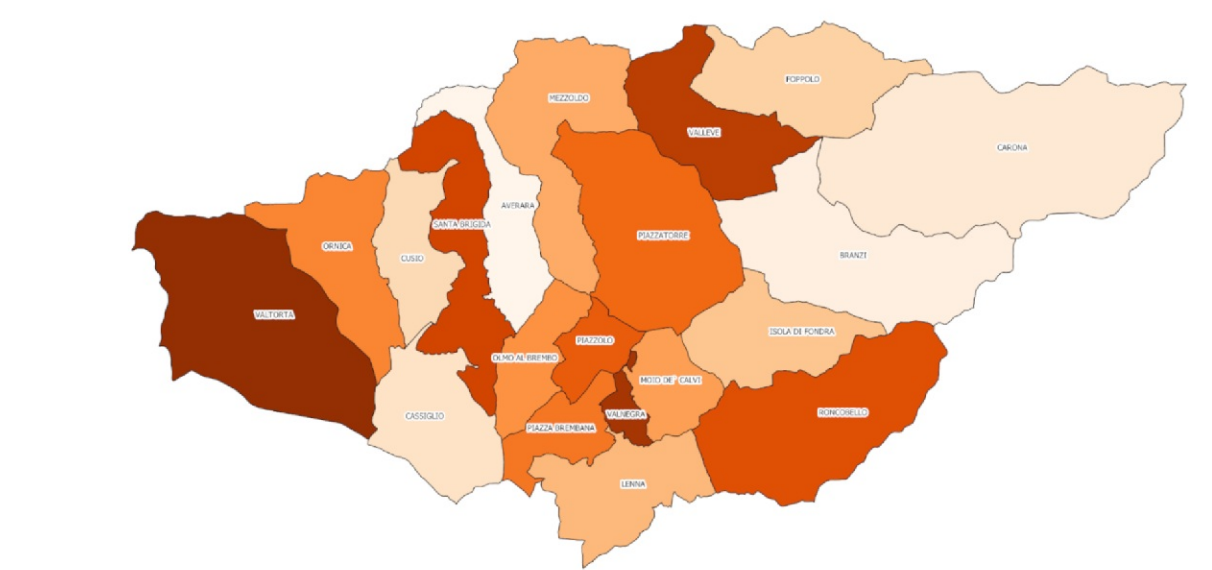 FOPPOLO
MEZZOLDO
VALLEVE
CARONA
AVERARA
SANTA BRIGIDA
PIAZZATORRE
ORNICA
CUSIO
BRANZI
VALTORTA
ISOLA DI FONDRA
PIAZZOLO
OLMO AL BREMBO
MOIO DE' CALVI
RONCOBELLO
CASSIGLIO
VALNEGRA
PIAZZA BREMBANA
LENNA